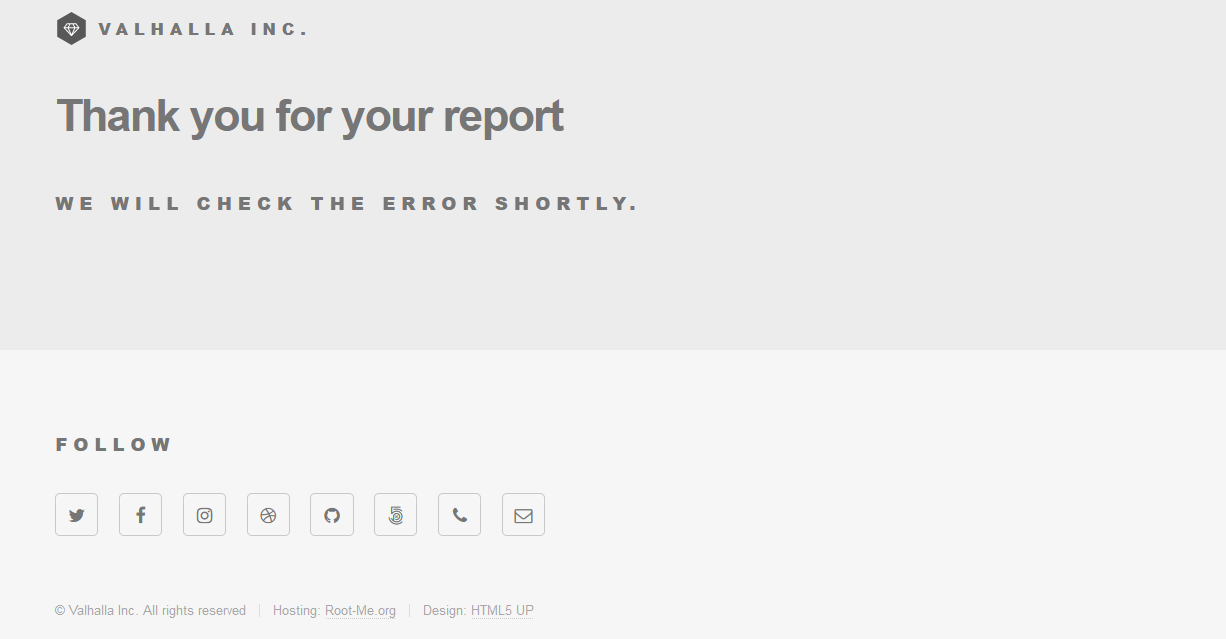 VALHALLA INC.
Thank you for your report
WE WILL CHECK THE ERROR SHORTLY.
FOLLOW
© Valhalla Inc. All rights reserved
Hosting: Root-Me.org
Design: HTML5 UP